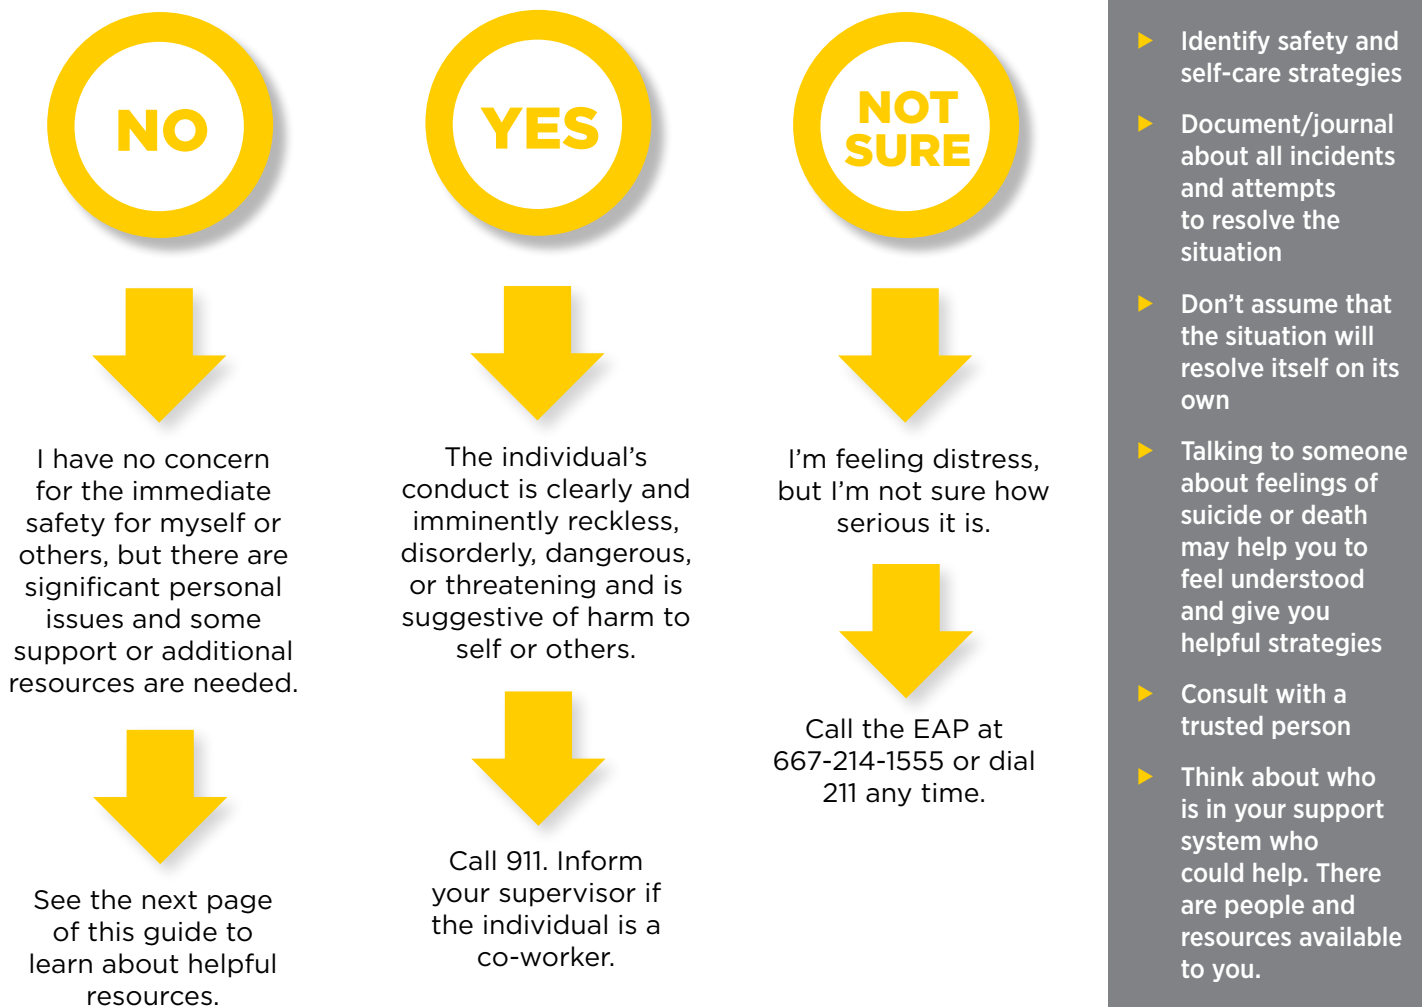 NO
I have no concern
for the immediate
safety for myself or
others, but there are
significant personal
issues and some
support or additional
resources are needed.
See the next page
of this guide to
learn about helpful
resources.
YES
The individual’s
conduct is clearly and
imminently reckless,
disorderly, dangerous,
or threatening and is
suggestive of harm to
self or others.
Call 911. Inform
your supervisor if
the individual is a
co-worker.
NOT
SURE
I’m feeling distress,
but I’m not sure how
serious it is.
Call the EAP at
667-214-1555 or dial
211 any time.
Identify safety and
self-care strategies
Document/journal
about all incidents
and attempts
to resolve the
situation
Don’t assume that
the situation will
resolve itself on its
own
Talking to someone
about feelings of
suicide or death
may help you to
feel understood
and give you
helpful strategies
Consult with a
trusted person
Think about who
is in your support
system who
could help. There
are people and
resources available
to you.